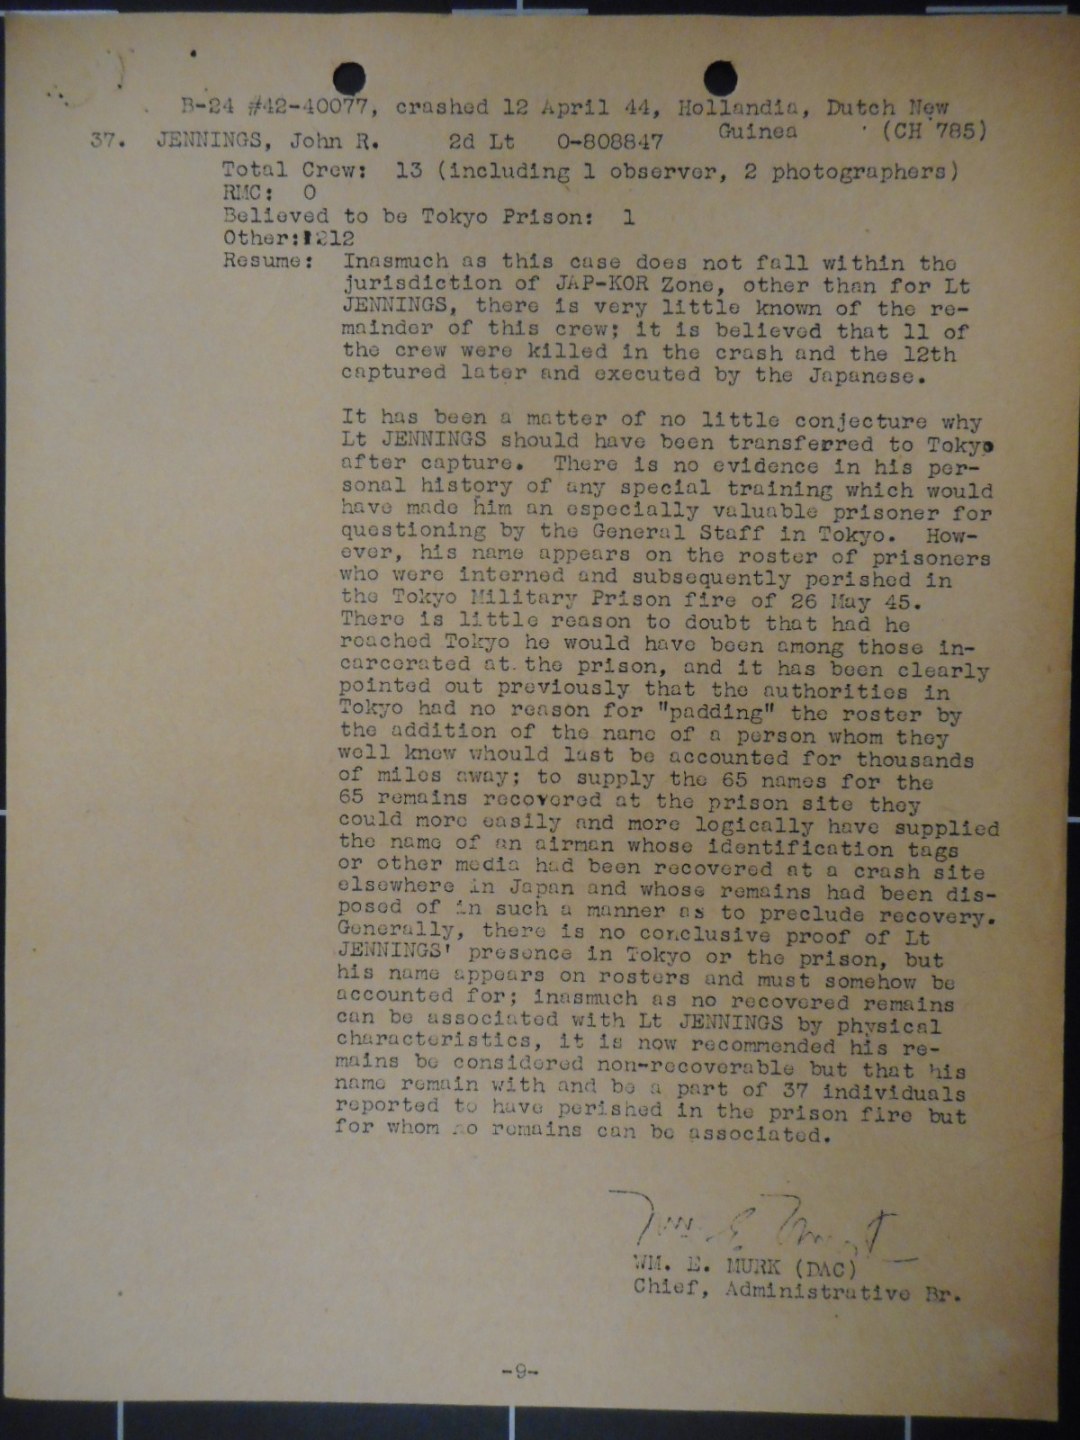 B-24 #42-40077, crashed 12 April 44, Hollandia, Dutch New
Guinea (CH 785)
37. JENNINGS, John R. 2d Lt 0-808847
Total Crew: 13 (including 1 observer, 2 photographers)
RMC: 0
Believed to be Tokyo Prison: 1
Other: 212
Resume: Inasmuch as this case does not fall within the
jurisdiction of JAP-KOR Zone, other than for Lt
JENNINGS, there is very little known of the re-
mainder of this crew; it is believed that 11 of
the crew were killed in the crash and the 12th
captured later and executed by the Japanese.
It has been a matter of no little conjecture why
Lt JENNINGS should have been transferred to Tokyo
after capture. There is no evidence in his per-
sonal history of any special training which would
have made him an especially valuable prisoner for
questioning by the General Staff in Tokyo. How-
ever, his name appears on the roster of prisoners
who were interned and subsequently perished in
the Tokyo Military Prison fire of 26 May 45.
There is little reason to doubt that had he
reached Tokyo he would have been among those in-
carcerated at the prison, and it has been clearly
pointed out previously that the authorities in
Tokyo had no reason for "padding" the roster by
the addition of the name of a person whom they
well knew whould last be accounted for thousands
of miles away; to supply the 65 names for the
65 remains recovered at the prison site they
could more easily and more logically have supplied
the name of an airman whose identification tags
or other media had been recovered at a crash site
elsewhere in Japan and whose remains had been dis-
posed of in such a manner as to preclude recovery.
Generally, there is no conclusive proof of Lt
JENNINGS' presence in Tokyo or the prison, but
his name appears on rosters and must somehow be
accounted for; inasmuch as no recovered remains
can be associated with Lt JENNINGS by physical
characteristics, it is now recommended his re-
mains be considered non-recoverable but that his
name remain with and be a part of 37 individuals
reported to have perished in the prison fire but
for whom no remains can be associated.
WM. E. MURK (DAC)
Chief, Administrative Br.
-9-